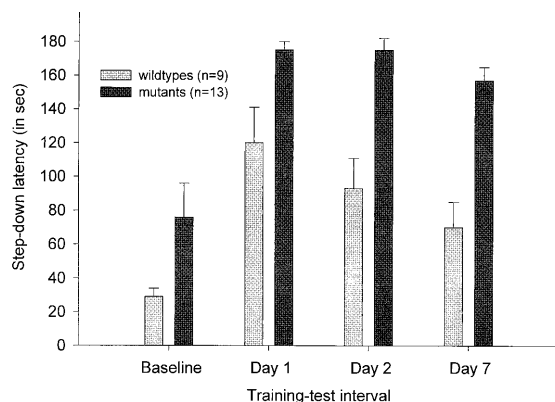 180
160
140
120
100
80
60
40
20
0
Step-down latency (in sec)
wildtypes (n=9)
mutants (n=13)
Baseline
Day 1
Day 2
Day 7
Training-test interval